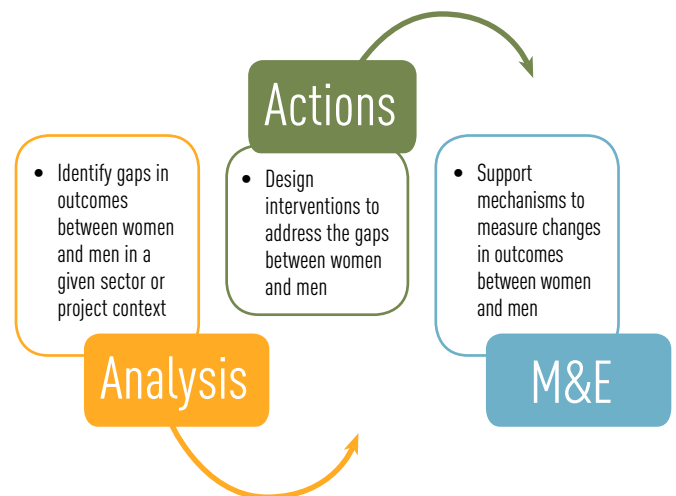 • Identify gaps in
outcomes
between women
and men in a
given sector or
project context
Analysis
Actions
• Design
interventions to
address the gaps
between women
and men
• Support
mechanisms to
measure changes
in outcomes
between women
and men
M&E